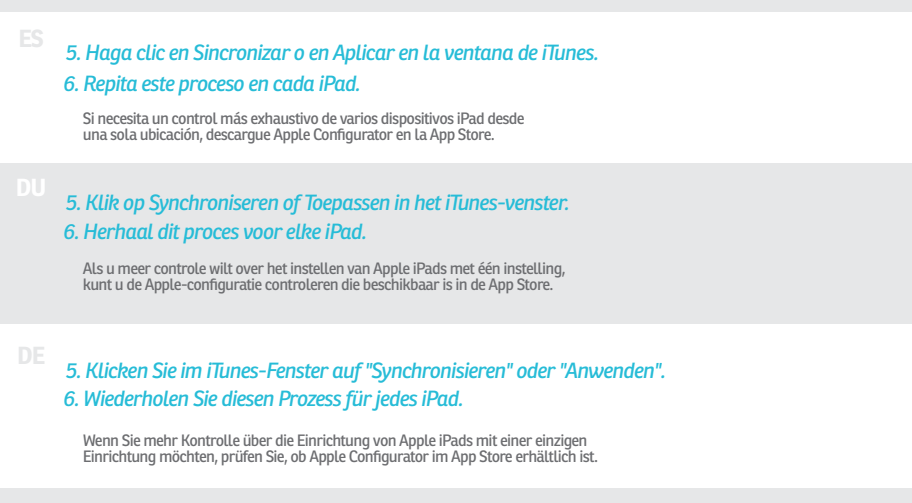 ES
5. Haga clic en Sincronizar o en Aplicar en la ventana de iTunes.
6. Repita este proceso en cada iPad.
Si necesita un control más exhaustivo de varios dispositivos iPad desde
una sola ubicación, descargue Apple Configurator en la App Store.
DU
5. Klik op Synchroniseren of Toepassen in het iTunes-venster.
6. Herhaal dit proces voor elke iPad.
Als u meer controle wilt over het instellen van Apple iPads met één instelling,
kunt u de Apple-configuratie controleren die beschikbaar is in de App Store.
DE
5. Klicken Sie im iTunes-Fenster auf "Synchronisieren" oder "Anwenden".
6. Wiederholen Sie diesen Prozess für jedes iPad.
Wenn Sie mehr Kontrolle über die Einrichtung von Apple iPads mit einer einzigen
Einrichtung möchten, prüfen Sie, ob Apple Configurator im App Store erhältlich ist.